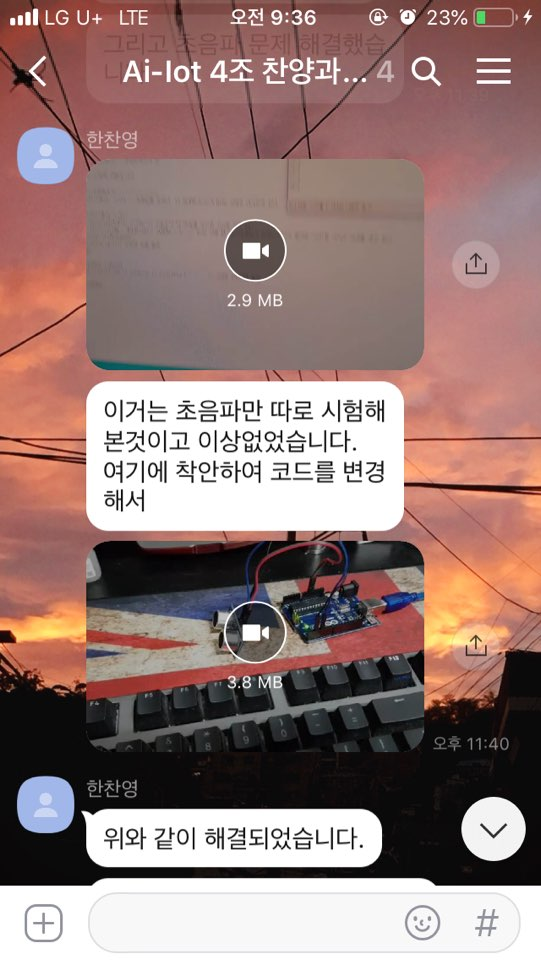 LG U+ LTE 오전 9:36 23%
그리고 초음파 문제 해결했습
니
Ai-Iot 4조 찬양과... 4
한찬영
2.9 MB
이거는 초음파만 따로 시험해
본것이고 이상없었습니다.
여기에 착안하여 코드를 변경
해서
3.8 MB
오후 11:40
한찬영
위와 같이 해결되었습니다.
#